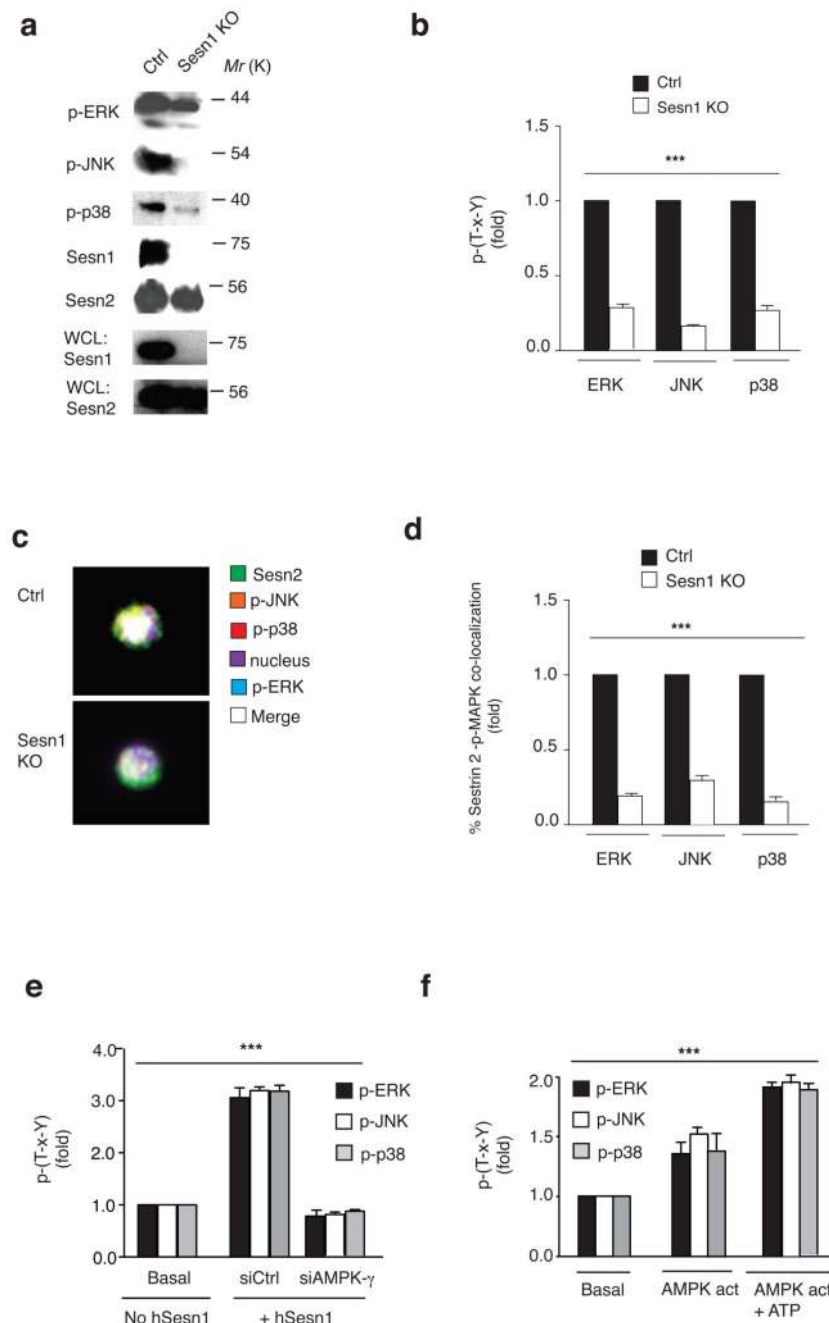 a
Ctrl
Sesn1 KO
Mr (K)
p-ERK
44
p-JNK
54
p-p38
40
Sesn1
75
Sesn2
56
WCL:
Sesn1
75
WCL:
Sesn2
56
b
Ctrl
Sesn1 KO
p-(T-x-Y)
(fold)
1.5
1.0
0.5
0.0
***
ERK
JNK
p38
c
Ctrl
Sesn1
KO
Sesn2
p-JNK
p-p38
nucleus
p-ERK
Merge
d
Ctrl
Sesn1 KO
% Sestrin 2 -p-MAPK co-localization
(fold)
1.5
1.0
0.5
0.0
***
ERK
JNK
p38
e
p-(T-x-Y)
(fold)
4.0
3.0
1.0
0.0
***
p-ERK
p-JNK
p-p38
Basal
siCtrl
siAMPK-γ
No hSesn1
+ hSesn1
f
p-(T-x-Y)
(fold)
2.0
1.5
1.0
0.0
***
p-ERK
p-JNK
p-p38
Basal
AMPK act
AMPK act
+ ATP